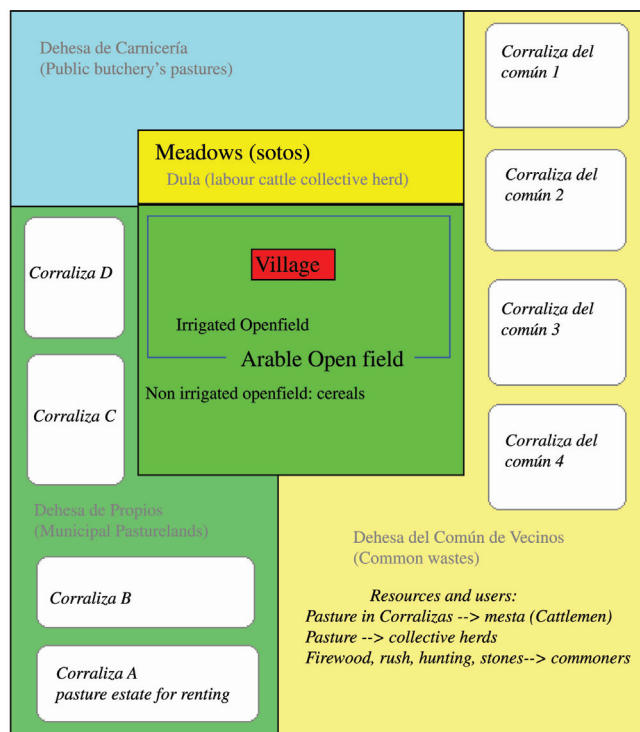 Dehesa de Carnicería
(Public butchery's pastures)
Meadows (sotos)
Dula (labour cattle collective herd)
Corraliza del
común 1
Corraliza del
común 2
Corraliza del
común 3
Corraliza del
común 4
Village
Irrigated Openfield
Arable Open field
Non irrigated openfield: cereals
Corraliza D
Corraliza C
Dehesa de Propios
(Municipal Pasturelands)
Corraliza B
Corraliza A
pasture estate for renting
Dehesa del Común de Vecinos
(Common wastes)
Resources and users:
Pasture in Corralizas --> mesta (Cattlemen)
Pasture --> collective herds
Firewood, rush, hunting, stones--> commoners